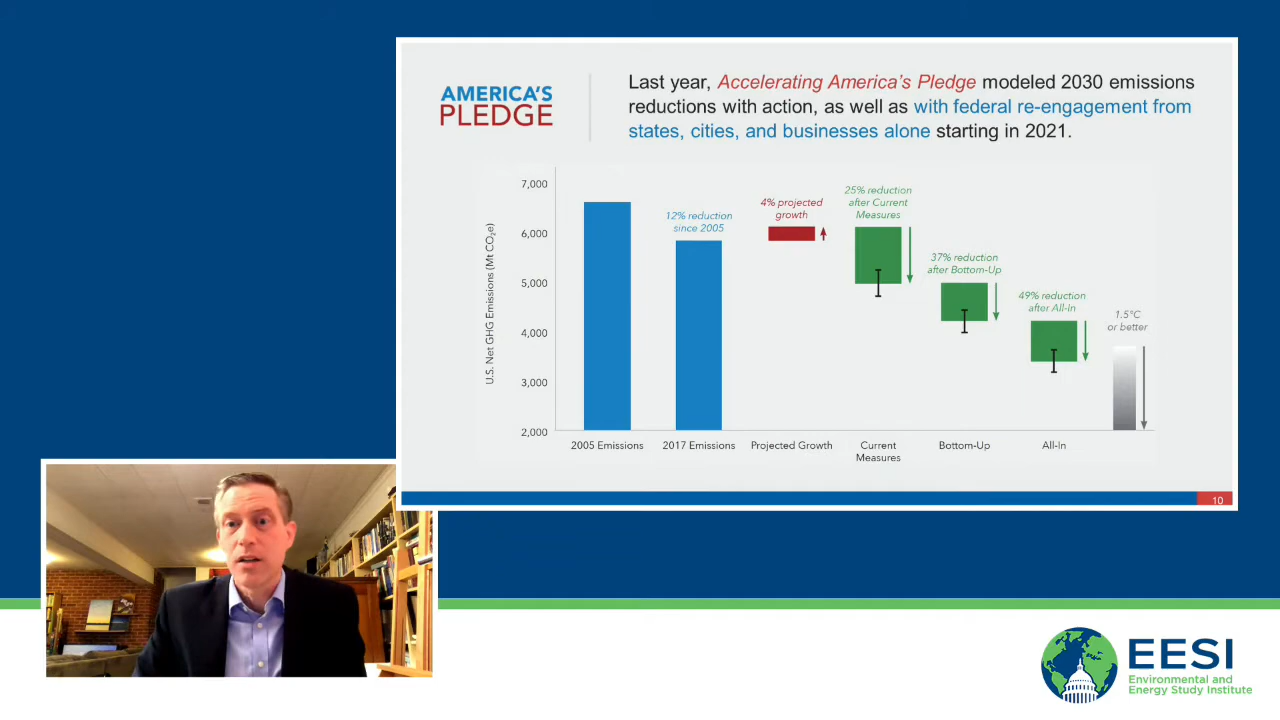 AMERICA'S
PLEDGE
Last year, Accelerating America's Pledge modeled 2030 emissions
reductions with action, as well as with federal re-engagement from
states, cities, and businesses alone starting in 2021.
U.S. Net GHG Emissions (Mt CO₂e)
7,000
6,000
5,000
4,000
3,000
2,000
12% reduction
since 2005
4% projected
growth
25% reduction
after Current
Measures
37% reduction
after Bottom-Up
49% reduction
after All-In
1.5°C
or better
2005 Emissions
2017 Emissions
Projected Growth
Current
Measures
Bottom-Up
All-In
10
EESI
Environmental and
Energy Study Institute